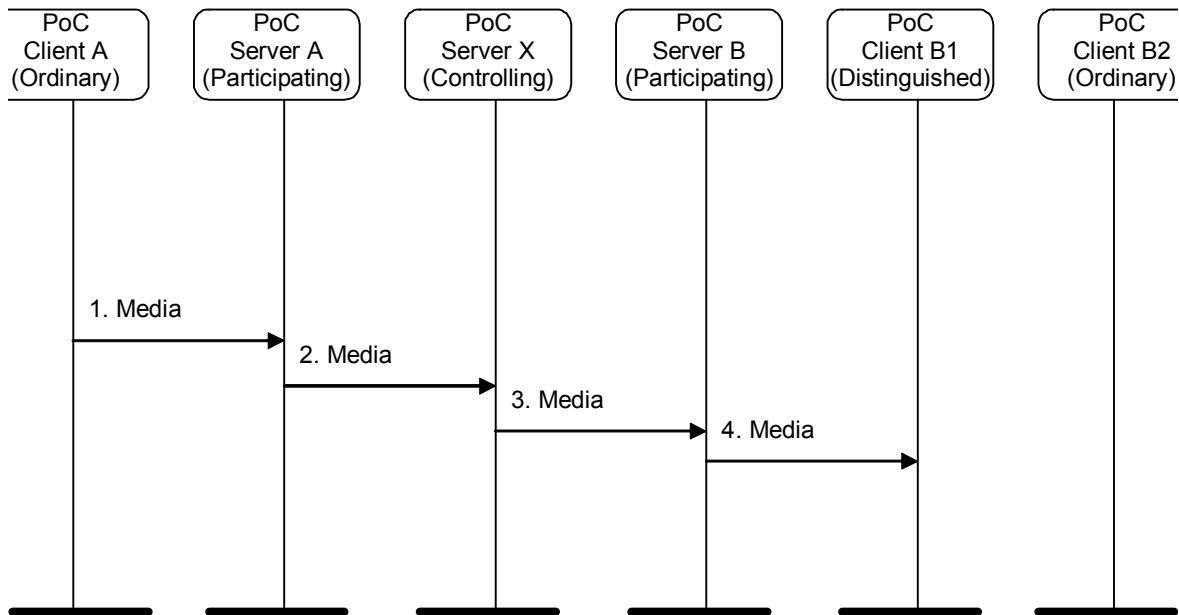 PoC
Client A
(Ordinary)
PoC
Server A
(Participating)
PoC
Server X
(Controlling)
PoC
Server B
(Participating)
PoC
Client B1
(Distinguished)
PoC
Client B2
(Ordinary)
1. Media
2. Media
3. Media
4. Media